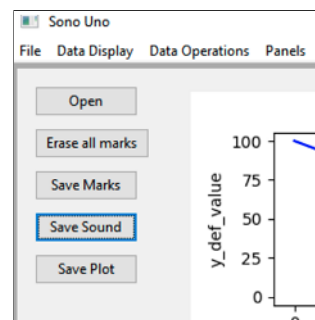 Sono Uno
File Data Display Data Operations Panels
Open
Erase all marks
Save Marks
Save Sound
Save Plot
y_def_value
100
75
50
25
0